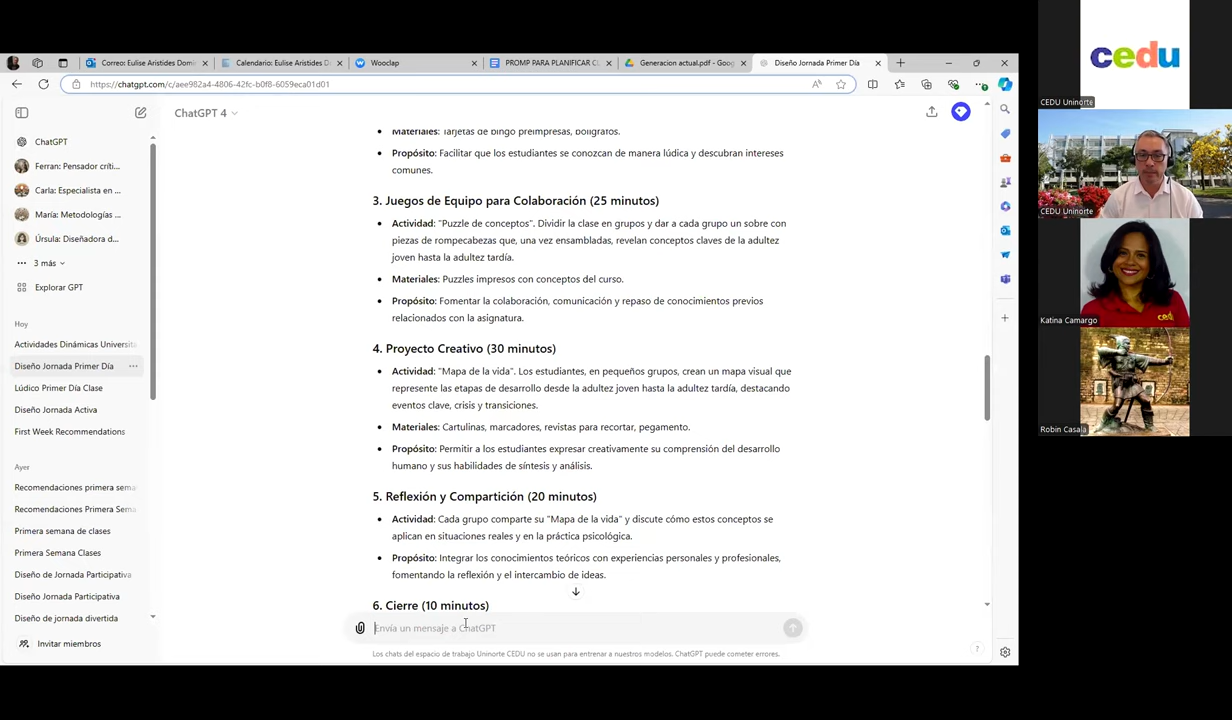 Correo: Eulise Aristides Dom
Calendario: Eulise Aristides D
Wooclap
PROMP PARA PLANIFICAR C
Generacion actual.pdf - Goog
Diseño Jornada Primer Día
https://chatgpt.com/c/aee982a4-4806-42fc-b0f8-6059eca01d01
ChatGPT 4
ChatGPT
Ferran: Pensador críti...
Carla: Especialista en ...
María: Metodologías ...
Úrsula: Diseñadora d...
3 más
Explorar GPT
Hoy
Actividades Dinámicas Universita
Diseño Jornada Primer Día
Lúdico Primer Día Clase
Diseño Jornada Activa
First Week Recommendations
Ayer
Recomendaciones primera sema
Recomendaciones Primera Sema
Primera semana de clases
Primera Semana Clases
Diseño de Jornada Participativa
Diseño Jornada Participativa
Diseño de jornada divertida
Invitar miembros
Materiales: Tarjetas de bingo preimpresas, bolígrafos.
Propósito: Facilitar que los estudiantes se conozcan de manera lúdica y descubran intereses
comunes.
3. Juegos de Equipo para Colaboración (25 minutos)
Actividad: "Puzzle de conceptos". Dividir la clase en grupos y dar a cada grupo un sobre con
piezas de rompecabezas que, una vez ensambladas, revelan conceptos claves de la adultez
joven hasta la adultez tardía.
Materiales: Puzzles impresos con conceptos del curso.
Propósito: Fomentar la colaboración, comunicación y repaso de conocimientos previos
relacionados con la asignatura.
4. Proyecto Creativo (30 minutos)
Actividad: "Mapa de la vida". Los estudiantes, en pequeños grupos, crean un mapa visual que
represente las etapas de desarrollo desde la adultez joven hasta la adultez tardía, destacando
eventos clave, crisis y transiciones.
Materiales: Cartulinas, marcadores, revistas para recortar, pegamento.
Propósito: Permitir a los estudiantes expresar creativamente su comprensión del desarrollo
humano y sus habilidades de síntesis y análisis.
5. Reflexión y Compartición (20 minutos)
Actividad: Cada grupo comparte su "Mapa de la vida" y discute cómo estos conceptos se
aplican en situaciones reales y en la práctica psicológica.
Propósito: Integrar los conocimientos teóricos con experiencias personales y profesionales,
fomentando la reflexión y el intercambio de ideas.
6. Cierre (10 minutos)
Envía un mensaje a ChatGPT
Los chats del espacio de trabajo Uninorte CEDU no se usan para entrenar a nuestros modelos. ChatGPT puede cometer errores.
?
cedu
CEDU Uninorte
CEDU Uninorte
Katina Camargo
Robin Casala